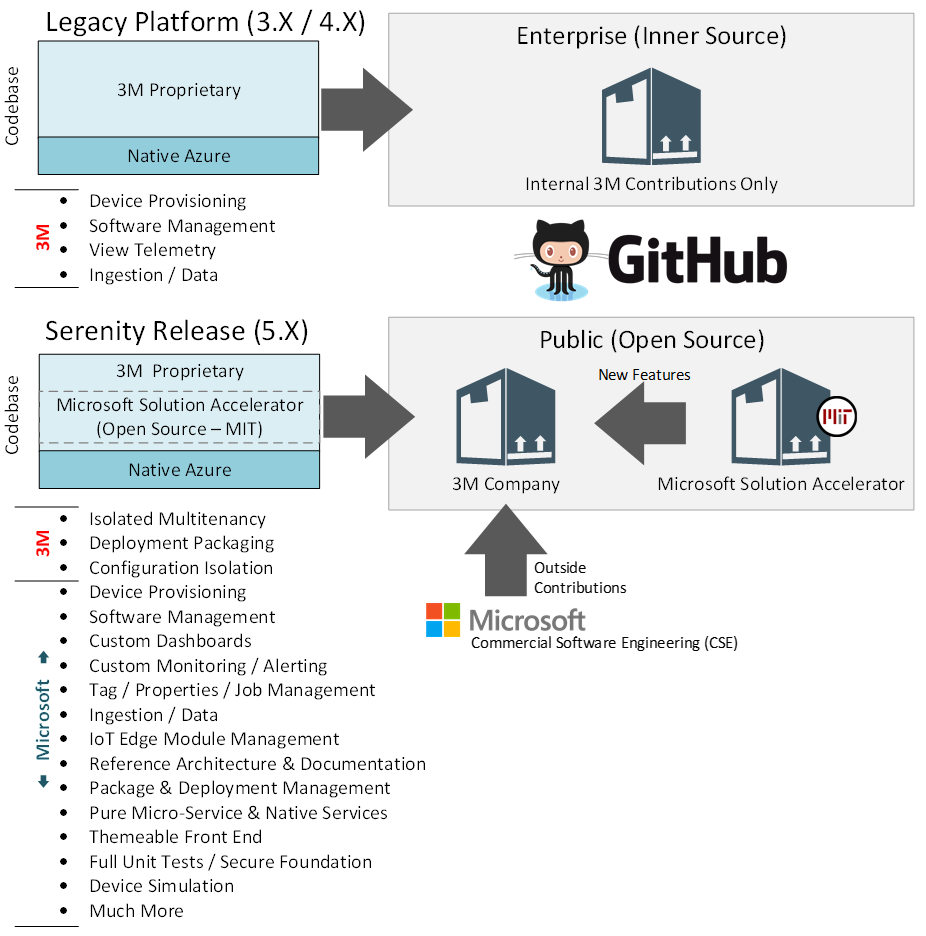 Legacy Platform (3.X / 4.X)
Codebase
3M Proprietary
Native Azure
3M
• Device Provisioning
• Software Management
• View Telemetry
• Ingestion / Data
Enterprise (Inner Source)
Internal 3M Contributions Only
GitHub
Serenity Release (5.X)
Codebase
3M Proprietary
Microsoft Solution Accelerator
(Open Source – MIT)
Native Azure
Public (Open Source)
New Features
MIT
3M Company
Microsoft Solution Accelerator
Outside
Contributions
Microsoft
Commercial Software Engineering (CSE)
3M
• Isolated Multitenancy
• Deployment Packaging
• Configuration Isolation
Microsoft
• Device Provisioning
• Software Management
• Custom Dashboards
• Custom Monitoring / Alerting
• Tag / Properties / Job Management
• Ingestion / Data
• IoT Edge Module Management
• Reference Architecture & Documentation
• Package & Deployment Management
• Pure Micro-Service & Native Services
• Themeable Front End
• Full Unit Tests / Secure Foundation
• Device Simulation
• Much More